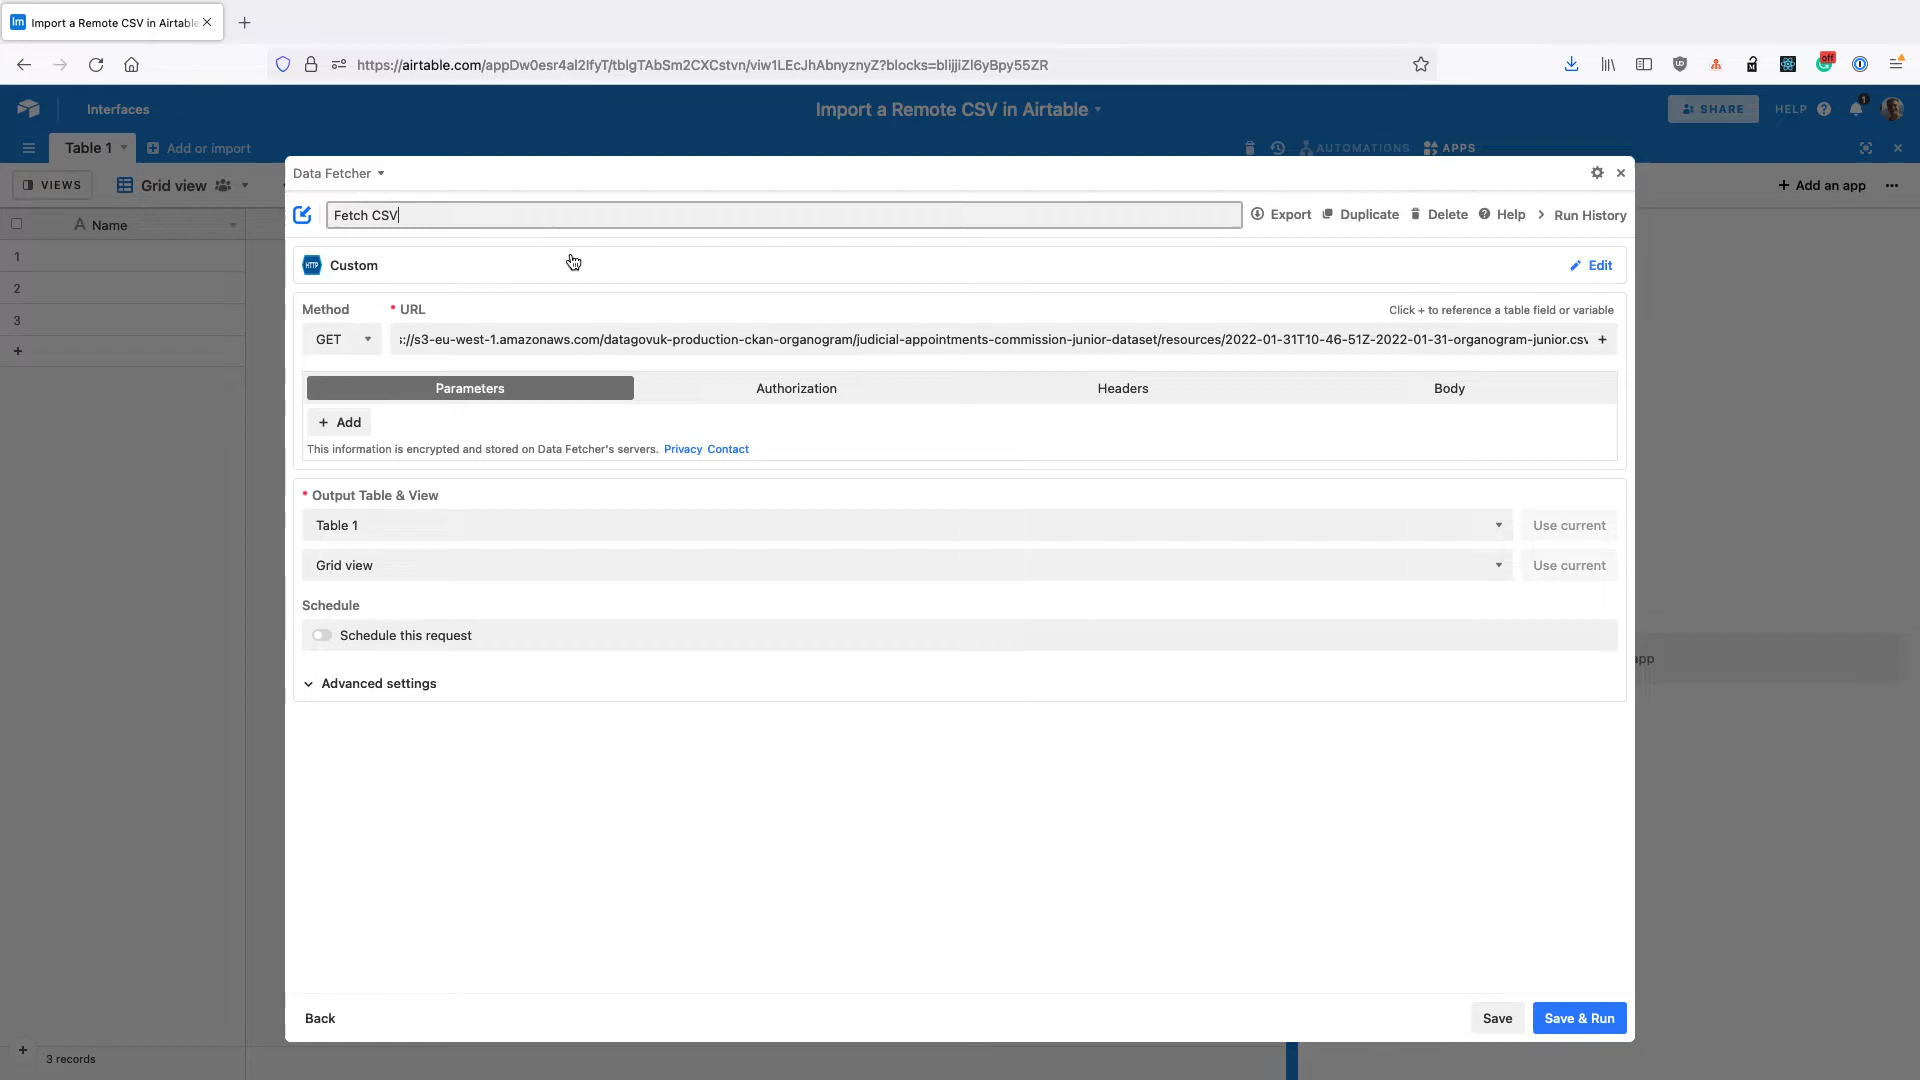 Import a Remote CSV in Airtable
https://airtable.com/appDw0esr4al2IfyT/tblgTAbSm2CXCstvn/viw1LEcJhAbnyznyZ?blocks=blijjiZl6yBpy55ZR
off
Interfaces
Import a Remote CSV in Airtable
SHARE
HELP
1
Table 1
Add or import
AUTOMATIONS
APPS
VIEWS
Grid view
Add an app
Data Fetcher
Fetch CSV
Export
Duplicate
Delete
Help
Run History
Name
HTTP
Custom
Edit
1
2
3
Method
* URL
Click + to reference a table field or variable
GET
://s3-eu-west-1.amazonaws.com/datagovuk-production-ckan-organogram/judicial-appointments-commission-junior-dataset/resources/2022-01-31T10-46-51Z-2022-01-31-organogram-junior.csv
Parameters
Authorization
Headers
Body
+ Add
This information is encrypted and stored on Data Fetcher's servers. Privacy Contact
* Output Table & View
Table 1
Use current
Grid view
Use current
Schedule
Schedule this request
app
Advanced settings
Back
Save
Save & Run
3 records